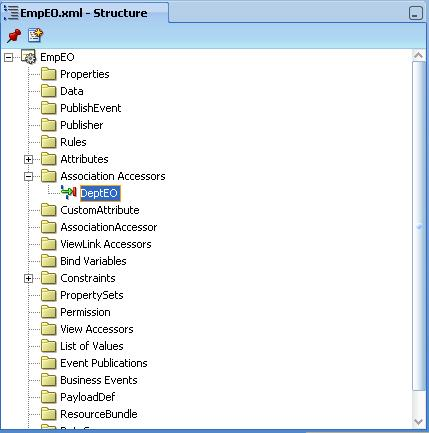 EmpEO.xml - Structure
EmpEO
Properties
Data
PublishEvent
Publisher
Rules
Attributes
Association Accessors
DeptEO
CustomAttribute
AssociationAccessor
ViewLink Accessors
Bind Variables
Constraints
PropertySets
Permission
View Accessors
List of Values
Event Publications
Business Events
PayloadDef
ResourceBundle